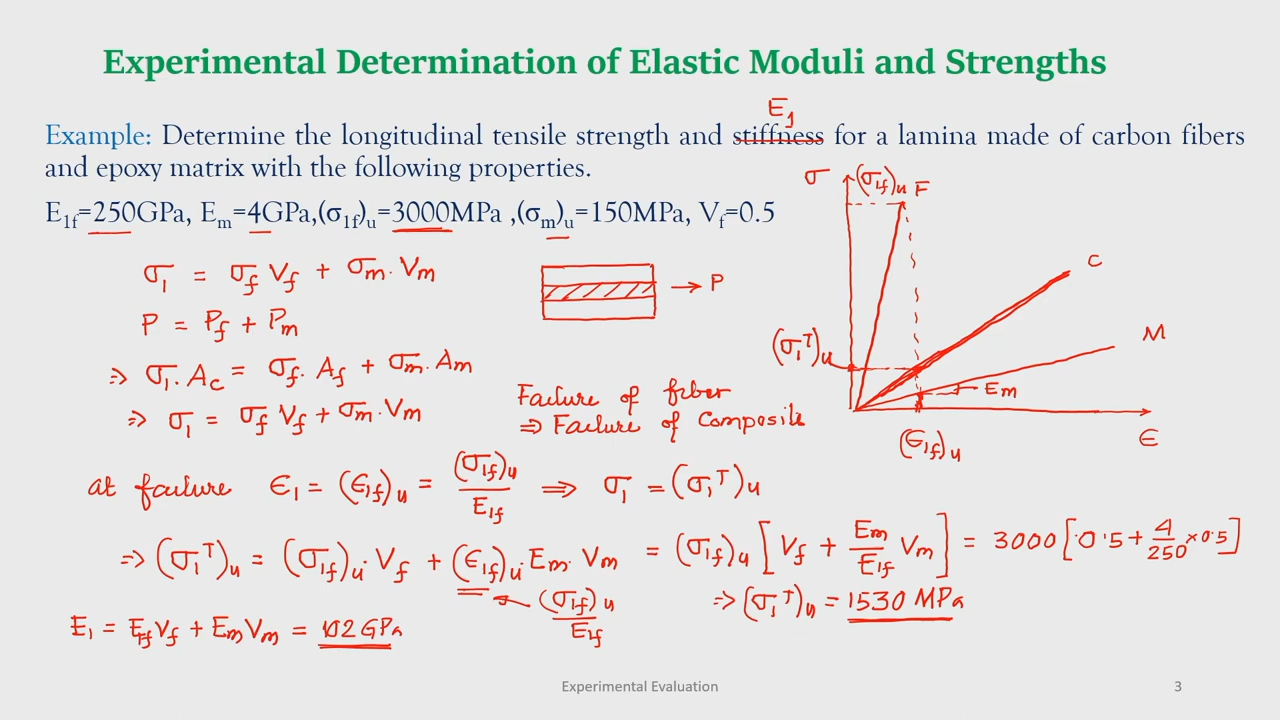 Experimental Determination of Elastic Moduli and Strengths
E₁
Example: Determine the longitudinal tensile strength and stiffness for a lamina made of carbon fibers
and epoxy matrix with the following properties.
E₁f=250GPa, Em=4GPa,(σ₁f)u=3000MPa ,(σm)u=150MPa, Vf=0.5
σ (σ₁f)u F
C
M
(σ₁ᵀ)u
Em
(ϵ₁f)u
ϵ
σ₁ = σf Vf + σm. Vm
→ P
P = Pf + Pm
⇒ σ₁. Ac = σf. Af + σm. Am
⇒ σ₁ = σf Vf + σm. Vm
Failure of fiber
⇒ Failure of Composite
at failure ϵ₁ = (ϵ₁f)u = (σ₁f)u / E₁f ⇒ σ₁ = (σ₁ᵀ)u
⇒ (σ₁ᵀ)u = (σ₁f)u. Vf + (ϵ₁f)u. Em. Vm = (σ₁f)u [Vf + Em/E₁f Vm] = 3000 [0.5 + 4/250 × 0.5]
← (σ₁f)u / E₁f
⇒ (σ₁ᵀ)u = 1530 MPa
E₁ = E₁f Vf + Em Vm = 102 GPa
Experimental Evaluation
3